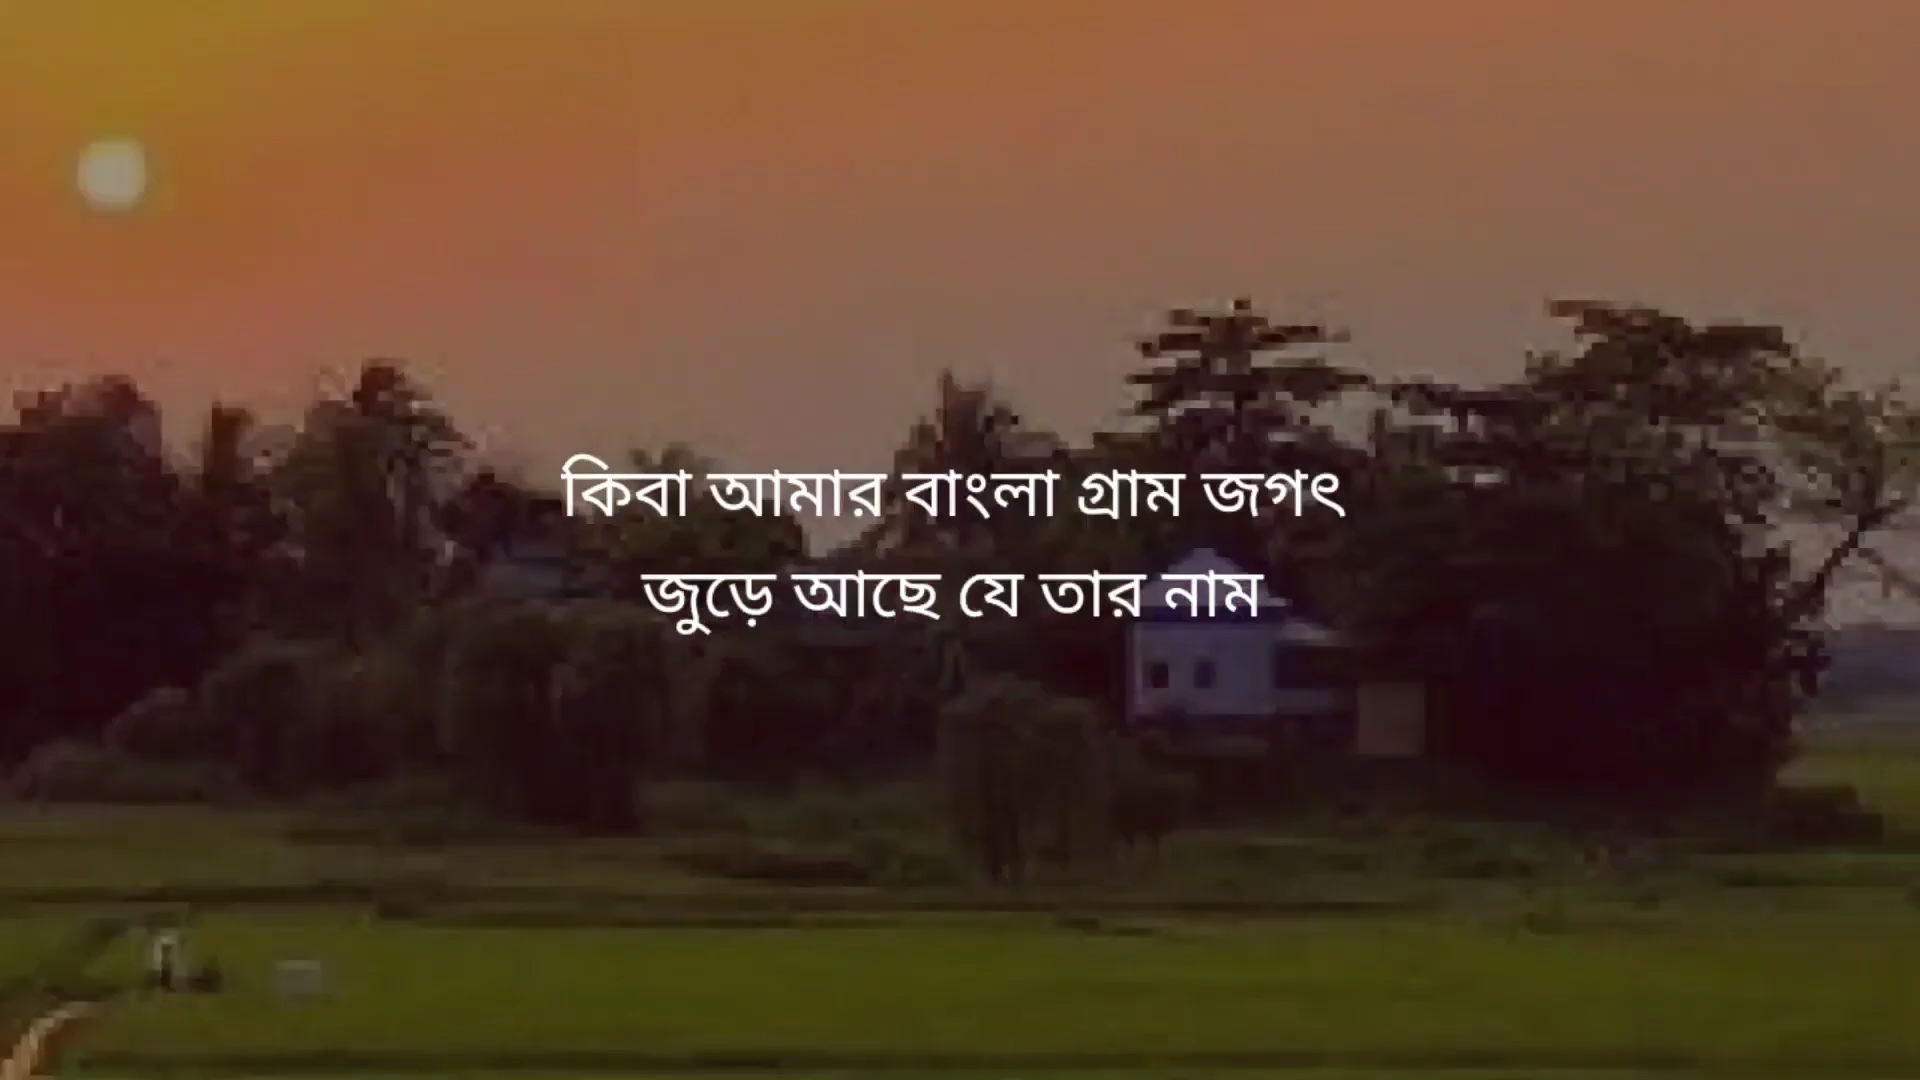 কিবা আমার বাংলা গ্রাম জগৎ
জুড়ে আছে যে তার নাম